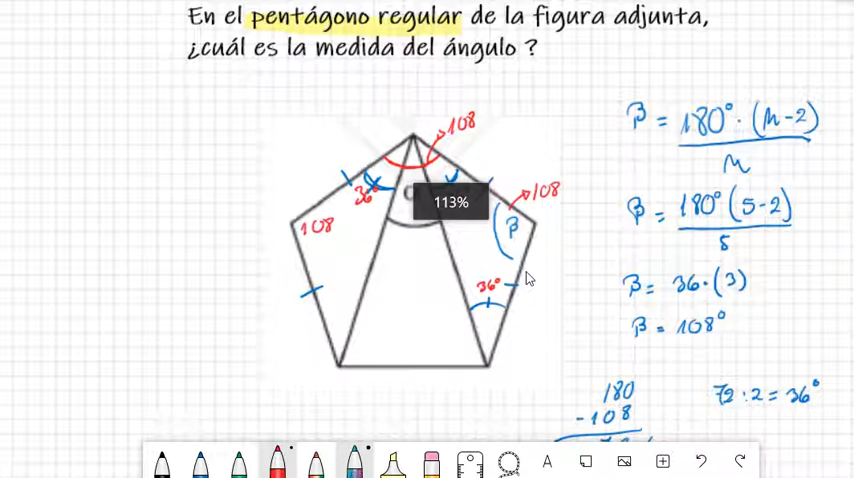 En el pentágono regular de la figura adjunta,
¿cuál es la medida del ángulo ?
108
36°
113%
108
108
β
36°
β = 180° · (n-2)
n
β = 180° (5-2)
5
β = 36·(3)
β = 108°
180
- 108
72 : 2 = 36°
A